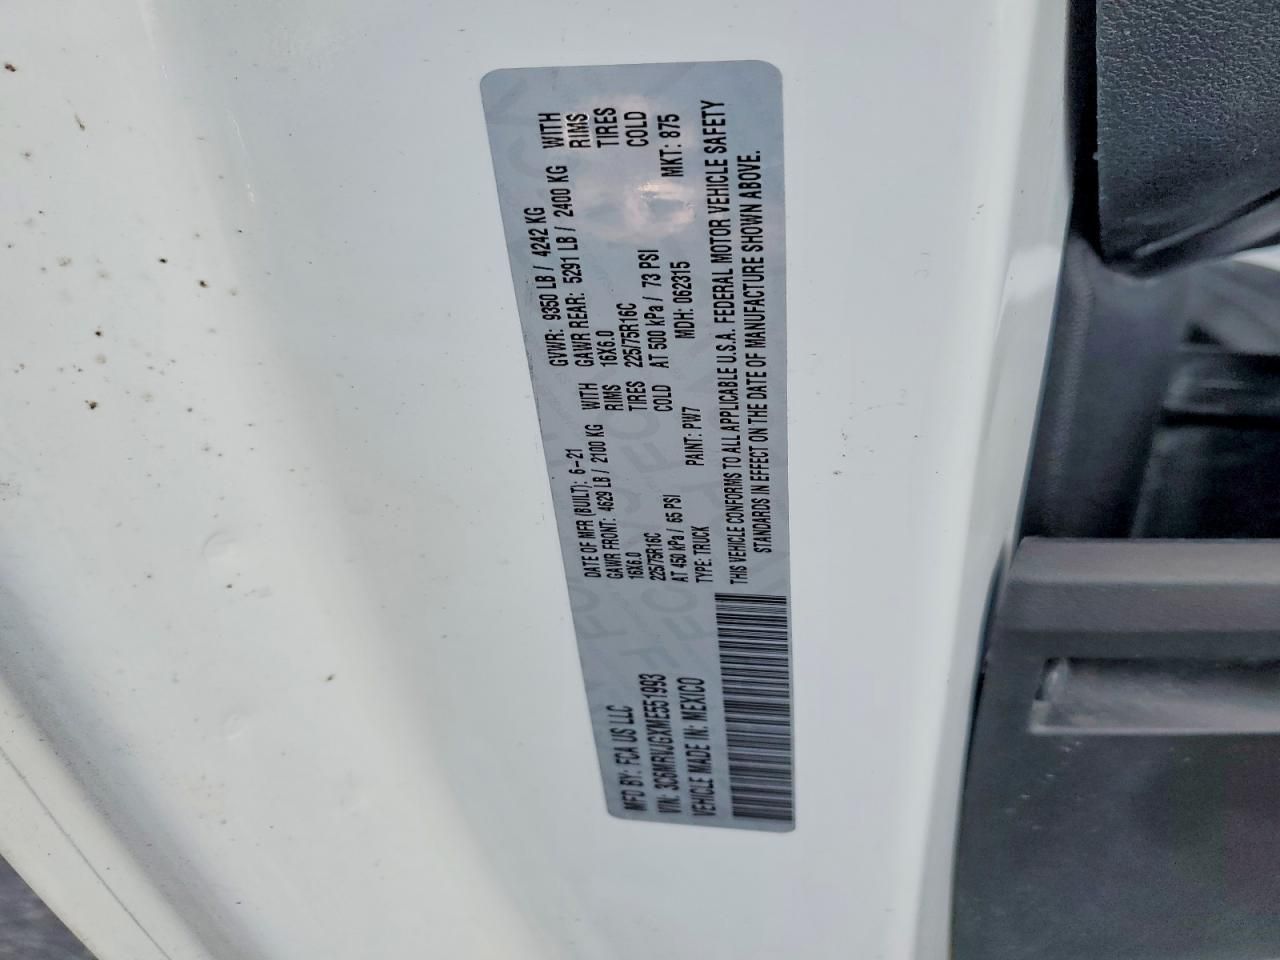 MFD BY: FCA US LLC
DATE OF MFR (BUILT): 6-21
GVWR: 9350 LB / 4242 KG
GAWR FRONT: 4629 LB / 2100 KG WITH
GAWR REAR: 5291 LB / 2400 KG WITH
16X6.0 RIMS
16X6.0 RIMS
225/75R16C TIRES
225/75R16C TIRES
AT 450 kPa / 65 PSI COLD
AT 500 kPa / 73 PSI COLD
VIN: 3C6MRVJGXME551993
TYPE: TRUCK
PAINT: PW7
MDH: 062315
MKT: 875
VEHICLE MADE IN: MEXICO
THIS VEHICLE CONFORMS TO ALL APPLICABLE U.S.A. FEDERAL MOTOR VEHICLE SAFETY
STANDARDS IN EFFECT ON THE DATE OF MANUFACTURE SHOWN ABOVE.